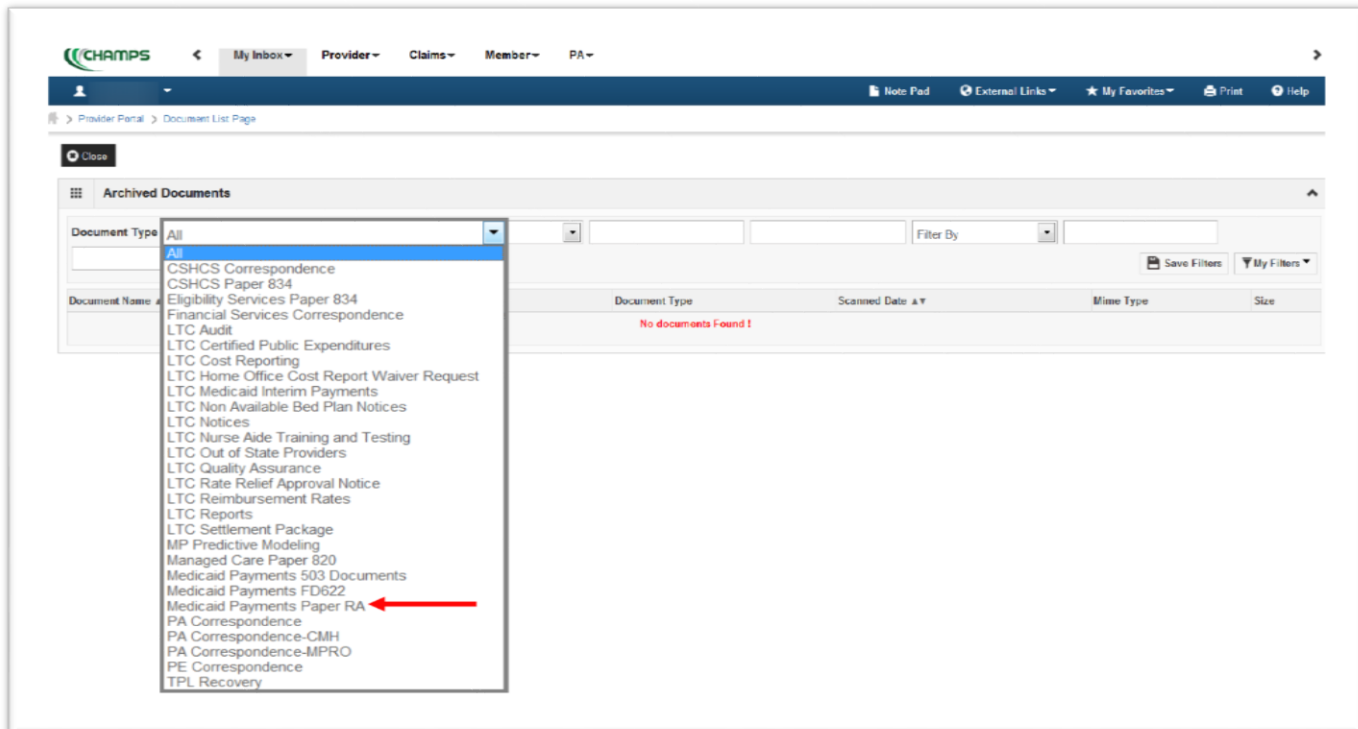 CHAMPS My Inbox Provider Claims Member PA
Note Pad External Links My Favorites Print Help
> Provider Portal > Document List Page
Close
Archived Documents
Document Type All Filter By
Save Filters My Filters
Document Name Document Type Scanned Date Mime Type Size
No documents Found !
All
CSHCS Correspondence
CSHCS Paper 834
Eligibility Services Paper 834
Financial Services Correspondence
LTC Audit
LTC Certified Public Expenditures
LTC Cost Reporting
LTC Home Office Cost Report Waiver Request
LTC Medicaid Interim Payments
LTC Non Available Bed Plan Notices
LTC Notices
LTC Nurse Aide Training and Testing
LTC Out of State Providers
LTC Quality Assurance
LTC Rate Relief Approval Notice
LTC Reimbursement Rates
LTC Reports
LTC Settlement Package
MP Predictive Modeling
Managed Care Paper 820
Medicaid Payments 503 Documents
Medicaid Payments FD622
Medicaid Payments Paper RA
PA Correspondence
PA Correspondence-CMH
PA Correspondence-MPRO
PE Correspondence
TPL Recovery